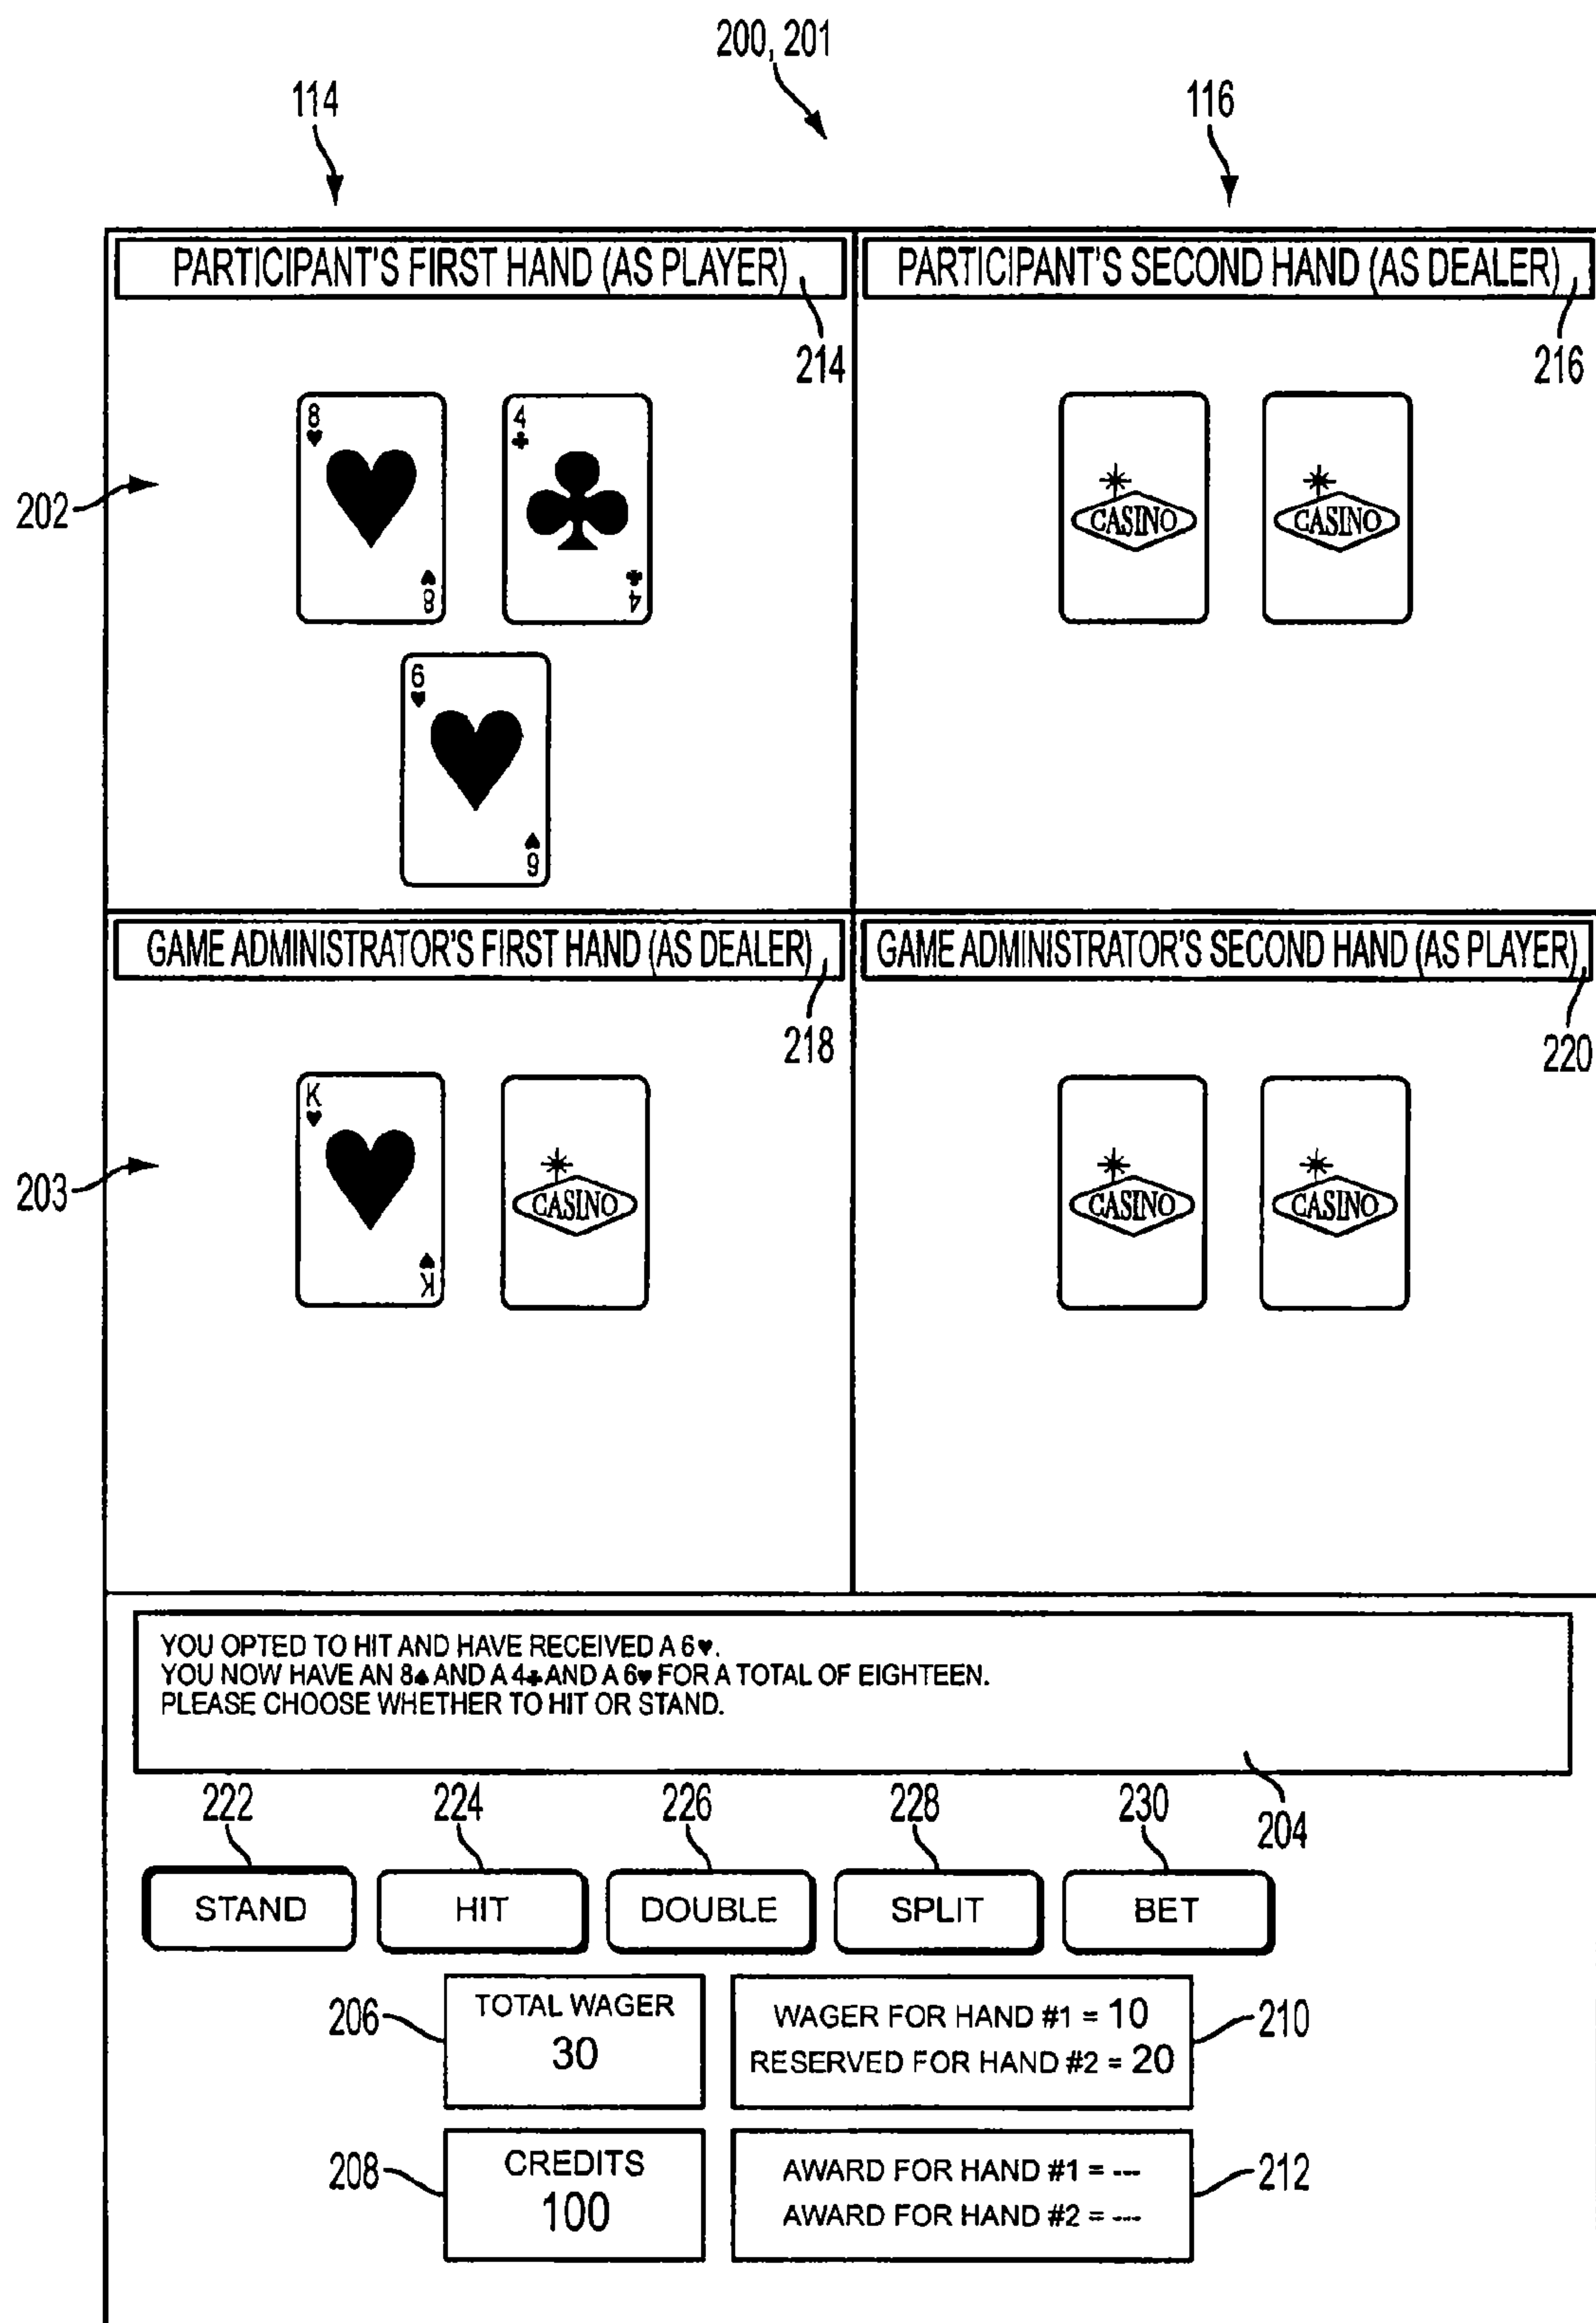 200, 201
114
116
PARTICIPANT'S FIRST HAND (AS PLAYER)
PARTICIPANT'S SECOND HAND (AS DEALER)
214
216
8♥
4♣
8♥
4♣
CASINO
CASINO
202
6♥
6♥
GAME ADMINISTRATOR'S FIRST HAND (AS DEALER)
GAME ADMINISTRATOR'S SECOND HAND (AS PLAYER)
218
220
K♥
K♥
CASINO
CASINO
CASINO
203
YOU OPTED TO HIT AND HAVE RECEIVED A 6♥.
YOU NOW HAVE AN 8♠ AND A 4♣ AND A 6♥ FOR A TOTAL OF EIGHTEEN.
PLEASE CHOOSE WHETHER TO HIT OR STAND.
204
222
224
226
228
230
STAND
HIT
DOUBLE
SPLIT
BET
206
TOTAL WAGER
30
WAGER FOR HAND #1 = 10
RESERVED FOR HAND #2 = 20
210
208
CREDITS
100
AWARD FOR HAND #1 = ---
AWARD FOR HAND #2 = ---
212